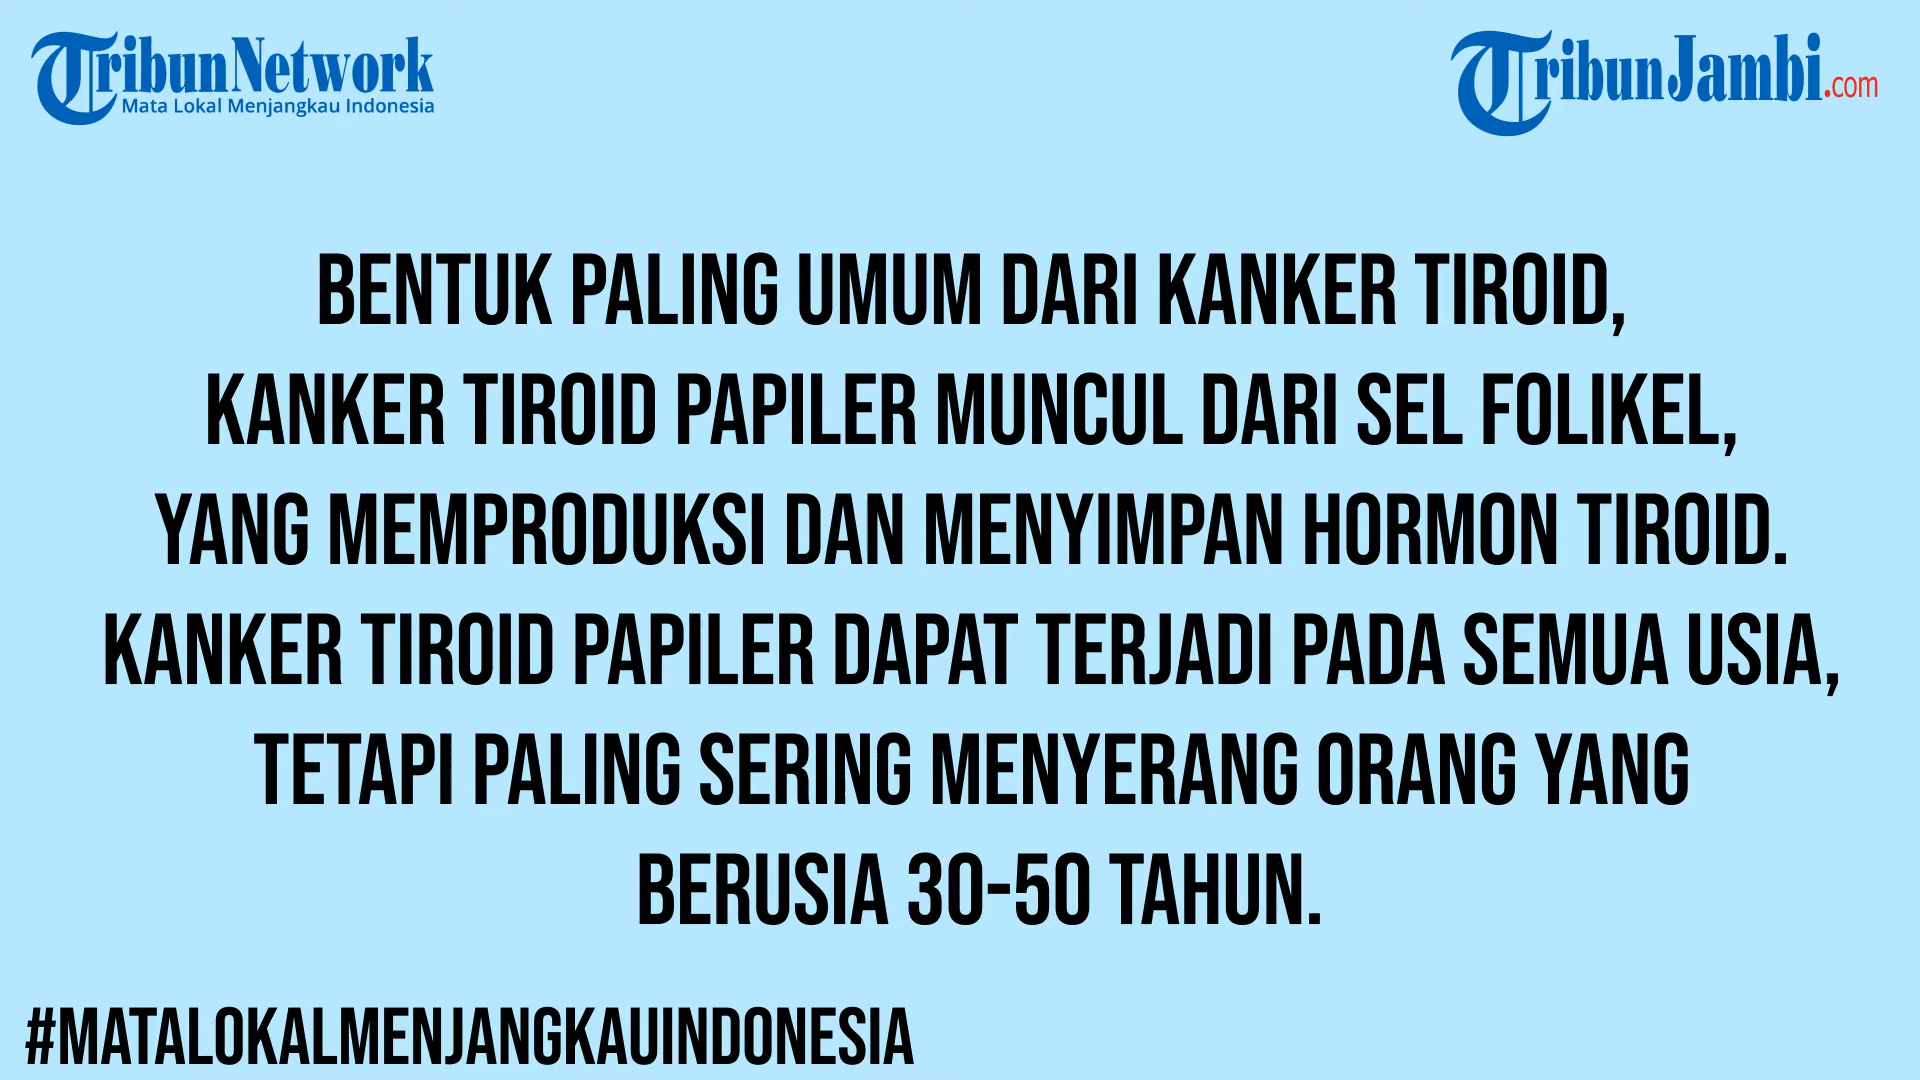 TribunNetwork
Mata Lokal Menjangkau Indonesia
TribunJambi.com
BENTUK PALING UMUM DARI KANKER TIROID,
KANKER TIROID PAPILER MUNCUL DARI SEL FOLIKEL,
YANG MEMPRODUKSI DAN MENYIMPAN HORMON TIROID.
KANKER TIROID PAPILER DAPAT TERJADI PADA SEMUA USIA,
TETAPI PALING SERING MENYERANG ORANG YANG
BERUSIA 30-50 TAHUN.
#MATALOKALMENJANGKAUINDONESIA